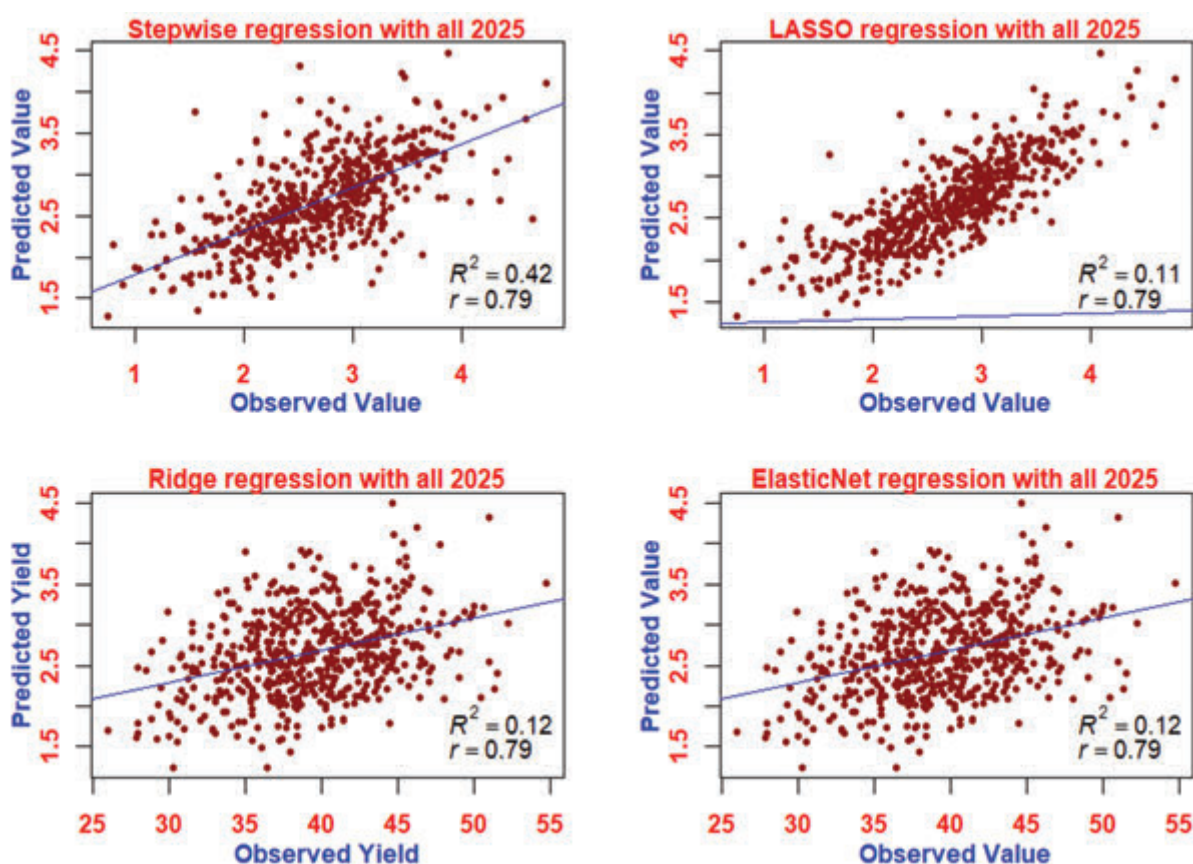 Stepwise regression with all 2025
Predicted Value
4.5
3.5
2.5
1.5
R² = 0.42
r = 0.79
1 2 3 4
Observed Value
LASSO regression with all 2025
Predicted Value
4.5
3.5
2.5
1.5
R² = 0.11
r = 0.79
1 2 3 4
Observed Value
Ridge regression with all 2025
Predicted Yield
4.5
3.5
2.5
1.5
R² = 0.12
r = 0.79
25 30 35 40 45 50 55
Observed Yield
ElasticNet regression with all 2025
Predicted Value
4.5
3.5
2.5
1.5
R² = 0.12
r = 0.79
25 30 35 40 45 50 55
Observed Value